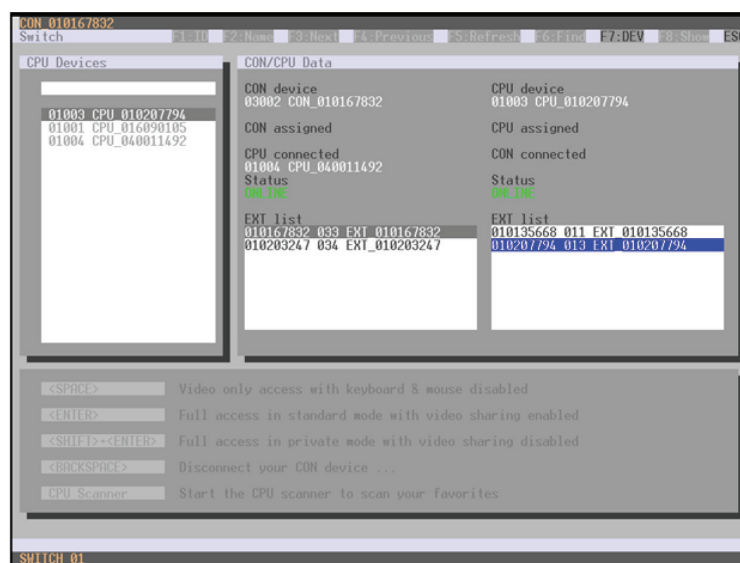 CON 010167832
Switch F1:ID F2:Name F3:Next F4:Previous F5:Refresh F6:Find F7:DEV F8:Show ESC
CPU Devices
01003 CPU_010207794
01001 CPU_016090105
01004 CPU_040011492
CON/CPU Data
CON device
03002 CON_010167832
CON assigned
CPU connected
01004 CPU_040011492
Status
ONLINE
EXT list
010167832 033 EXT_010167832
010203247 034 EXT_010203247
CPU device
01003 CPU_010207794
CPU assigned
CON connected
Status
ONLINE
EXT list
010135668 011 EXT_010135668
010207794 013 EXT_010207794
<SPACE> Video only access with keyboard & mouse disabled
<ENTER> Full access in standard mode with video sharing enabled
<SHIFT>+<ENTER> Full access in private mode with video sharing disabled
<BACKSPACE> Disconnect your CON device ...
CPU Scanner Start the CPU scanner to scan your favorites
SWITCH_01